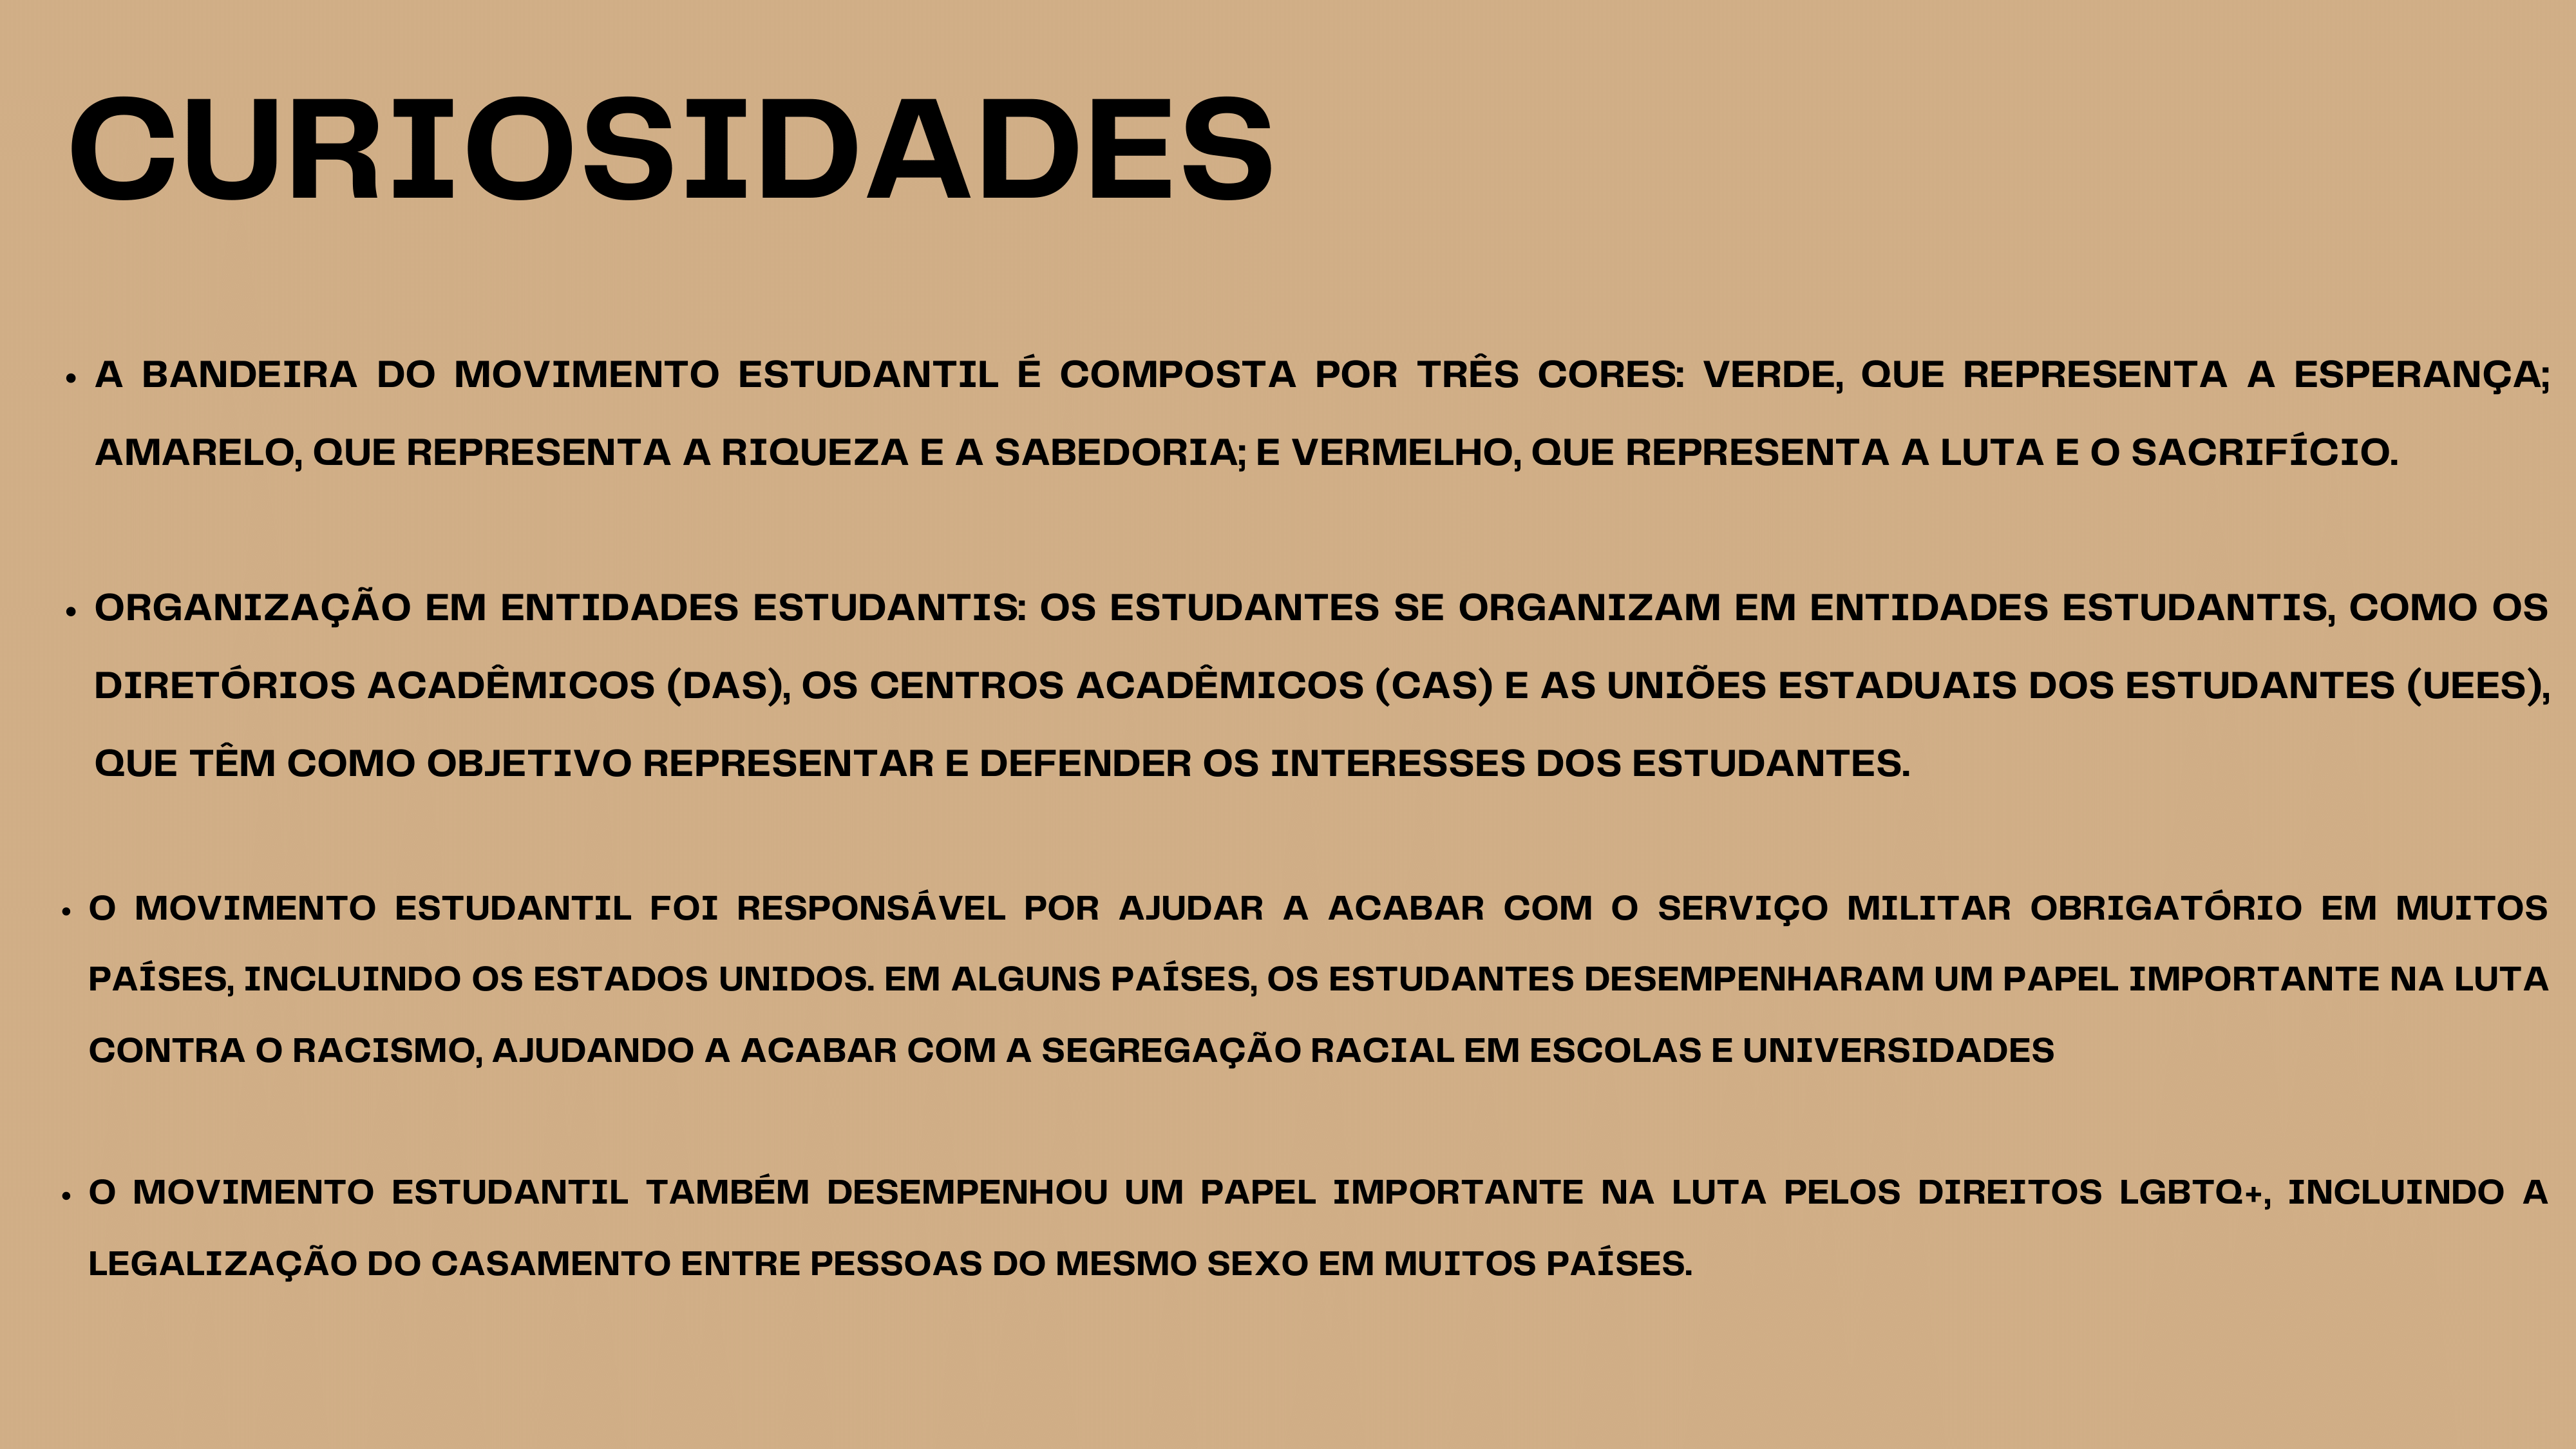 CURIOSIDADES
• A BANDEIRA DO MOVIMENTO ESTUDANTIL É COMPOSTA POR TRÊS CORES: VERDE, QUE REPRESENTA A ESPERANÇA;
AMARELO, QUE REPRESENTA A RIQUEZA E A SABEDORIA; E VERMELHO, QUE REPRESENTA A LUTA E O SACRIFÍCIO.
• ORGANIZAÇÃO EM ENTIDADES ESTUDANTIS: OS ESTUDANTES SE ORGANIZAM EM ENTIDADES ESTUDANTIS, COMO OS
DIRETÓRIOS ACADÊMICOS (DAS), OS CENTROS ACADÊMICOS (CAS) E AS UNIÕES ESTADUAIS DOS ESTUDANTES (UEES),
QUE TÊM COMO OBJETIVO REPRESENTAR E DEFENDER OS INTERESSES DOS ESTUDANTES.
• O MOVIMENTO ESTUDANTIL FOI RESPONSÁVEL POR AJUDAR A ACABAR COM O SERVIÇO MILITAR OBRIGATÓRIO EM MUITOS
PAÍSES, INCLUINDO OS ESTADOS UNIDOS. EM ALGUNS PAÍSES, OS ESTUDANTES DESEMPENHARAM UM PAPEL IMPORTANTE NA LUTA
CONTRA O RACISMO, AJUDANDO A ACABAR COM A SEGREGAÇÃO RACIAL EM ESCOLAS E UNIVERSIDADES
• O MOVIMENTO ESTUDANTIL TAMBÉM DESEMPENHOU UM PAPEL IMPORTANTE NA LUTA PELOS DIREITOS LGBTQ+, INCLUINDO A
LEGALIZAÇÃO DO CASAMENTO ENTRE PESSOAS DO MESMO SEXO EM MUITOS PAÍSES.